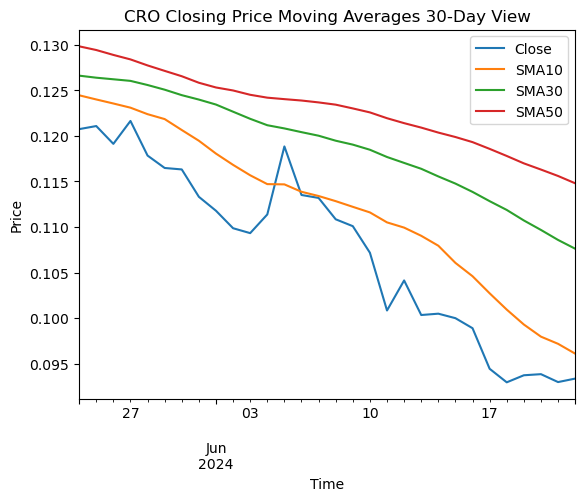 CRO Closing Price Moving Averages 30-Day View
Close
SMA10
SMA30
SMA50
0.130
0.125
0.120
0.115
0.110
0.105
0.100
0.095
Price
27
03
10
17
Jun
2024
Time